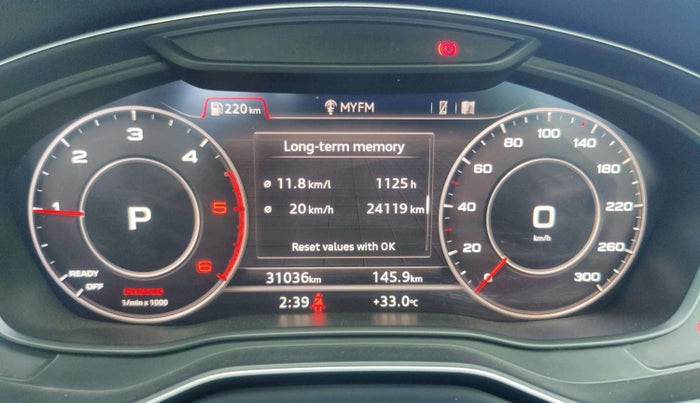 220 km
MYFM
Long-term memory
ø 11.8 km/l 1125 h
ø 20 km/h 24119 km
Reset values with OK
31036km 145.9km
2:39 +33.0°C
1 2 3 4 5 6
READY
OFF
P
DYNAMIC
1/min x 1000
0 20 40 60 80 100 140 180 220 260 300
0
km/h